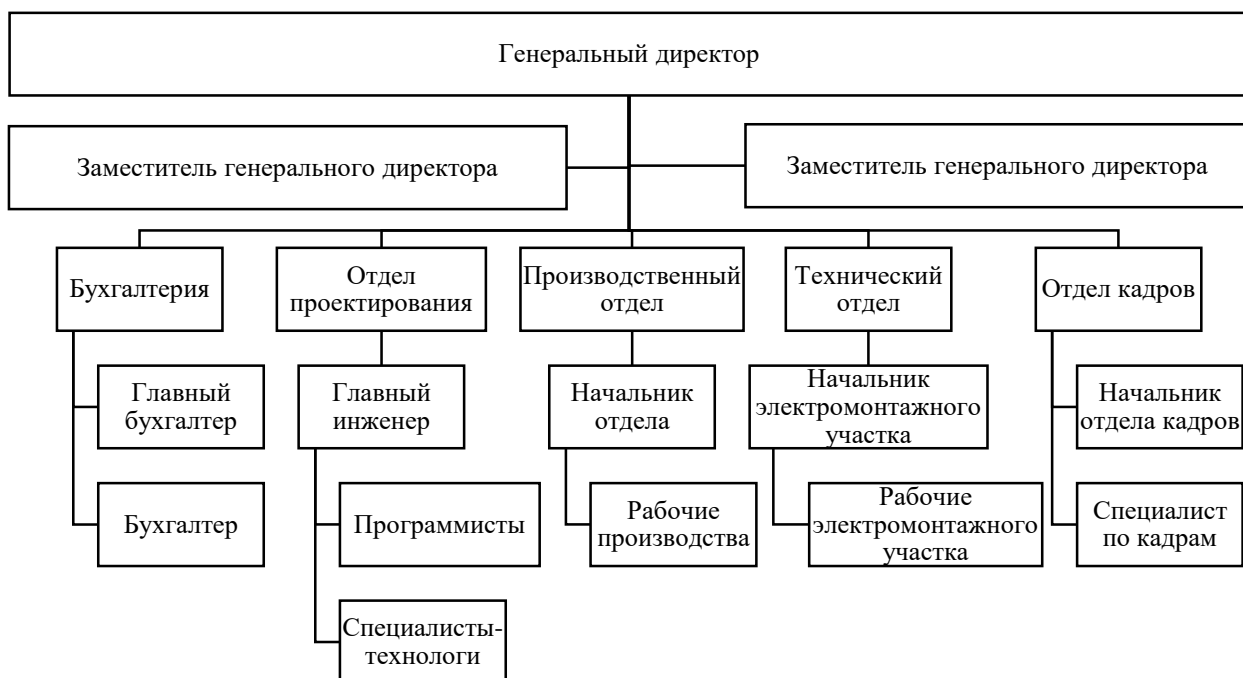 Генеральный директор
Заместитель генерального директора
Заместитель генерального директора
Бухгалтерия
Отдел
проектирования
Производственный
отдел
Технический
отдел
Отдел кадров
Главный
бухгалтер
Главный
инженер
Начальник
отдела
Начальник
электромонтажного
участка
Начальник
отдела кадров
Бухгалтер
Программисты
Рабочие
производства
Рабочие
электромонтажного
участка
Специалист
по кадрам
Специалисты-
технологи